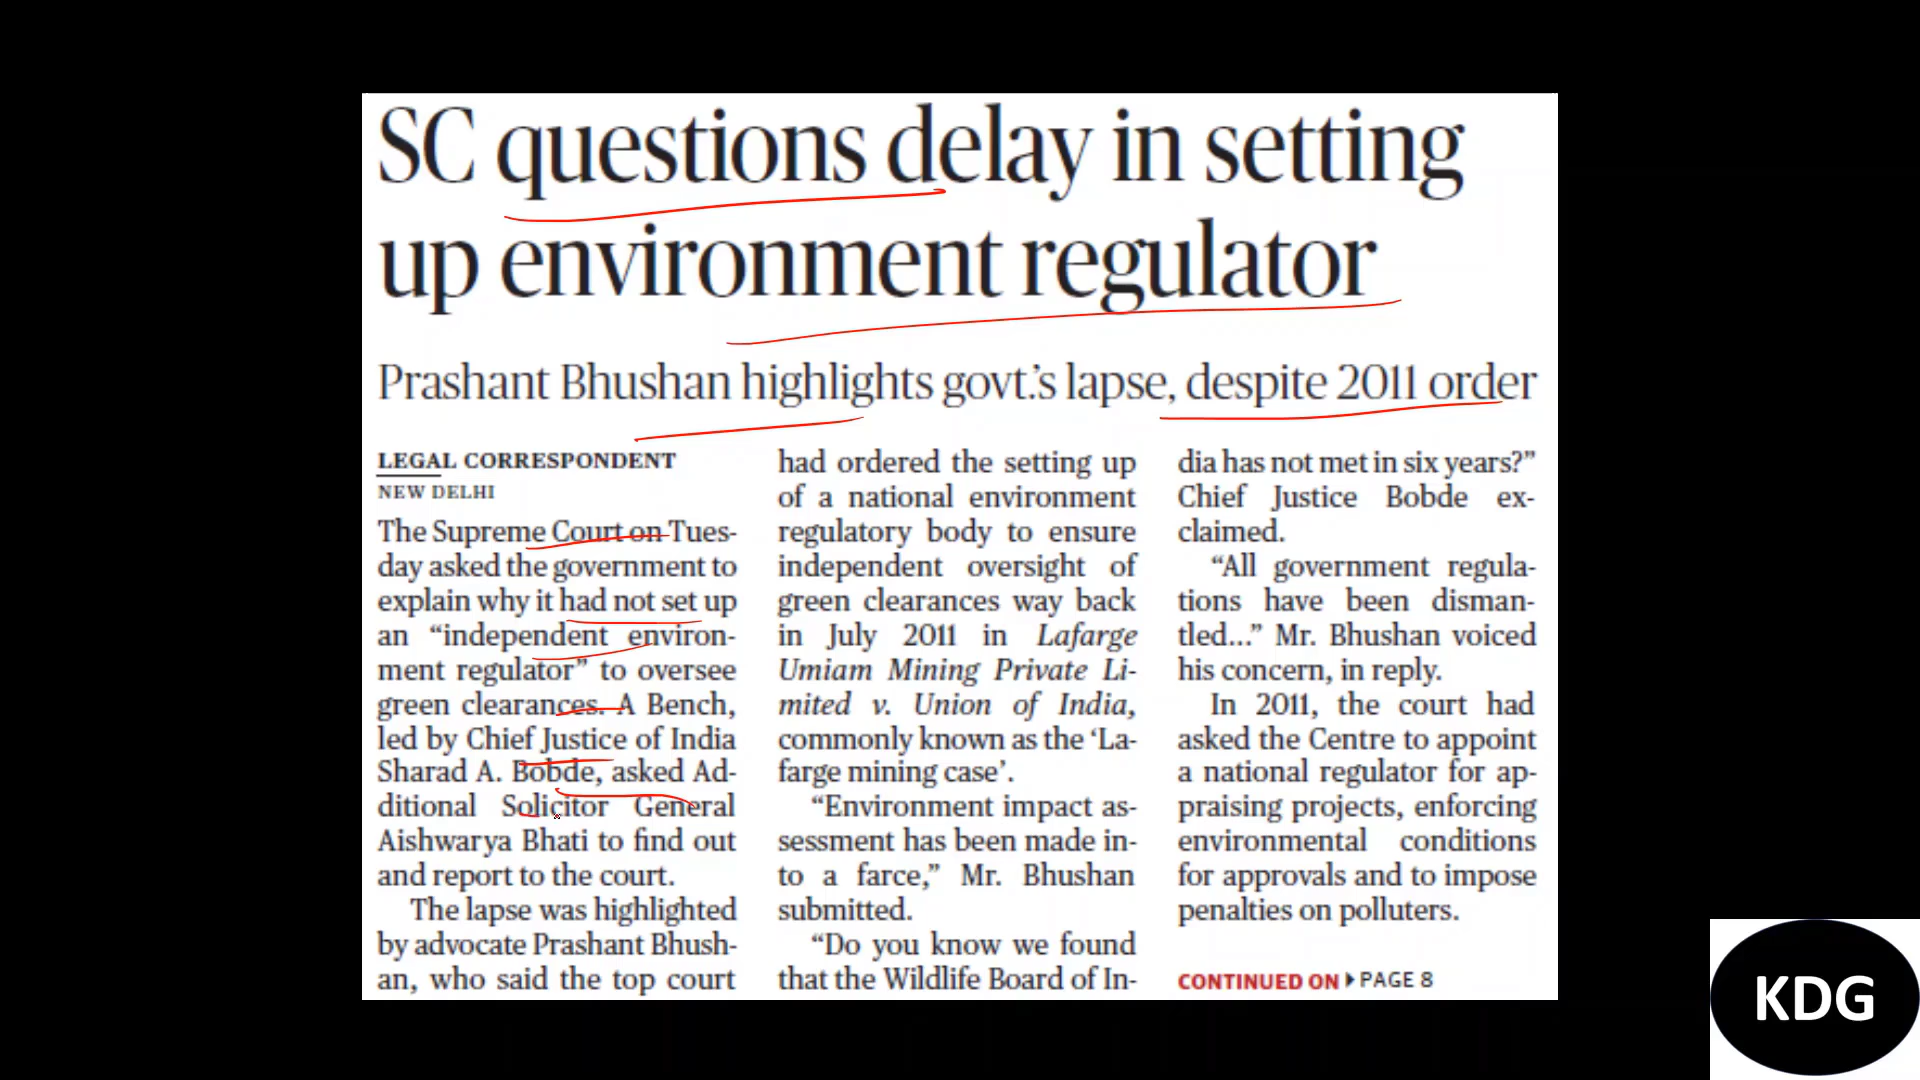 SC questions delay in setting
up environment regulator
Prashant Bhushan highlights govt.'s lapse, despite 2011 order
LEGAL CORRESPONDENT
NEW DELHI
The Supreme Court on Tues-
day asked the government to
explain why it had not set up
an “independent environ-
ment regulator” to oversee
green clearances. A Bench,
led by Chief Justice of India
Sharad A. Bobde, asked Ad-
ditional Solicitor General
Aishwarya Bhati to find out
and report to the court.
The lapse was highlighted
by advocate Prashant Bhush-
an, who said the top court
had ordered the setting up
of a national environment
regulatory body to ensure
independent oversight of
green clearances way back
in July 2011 in Lafarge
Umiam Mining Private Li-
mited v. Union of India,
commonly known as the ‘La-
farge mining case’.
“Environment impact as-
sessment has been made in-
to a farce,” Mr. Bhushan
submitted.
“Do you know we found
that the Wildlife Board of In-
dia has not met in six years?”
Chief Justice Bobde ex-
claimed.
“All government regula-
tions have been disman-
tled...” Mr. Bhushan voiced
his concern, in reply.
In 2011, the court had
asked the Centre to appoint
a national regulator for ap-
praising projects, enforcing
environmental conditions
for approvals and to impose
penalties on polluters.
CONTINUED ON PAGE 8
KDG